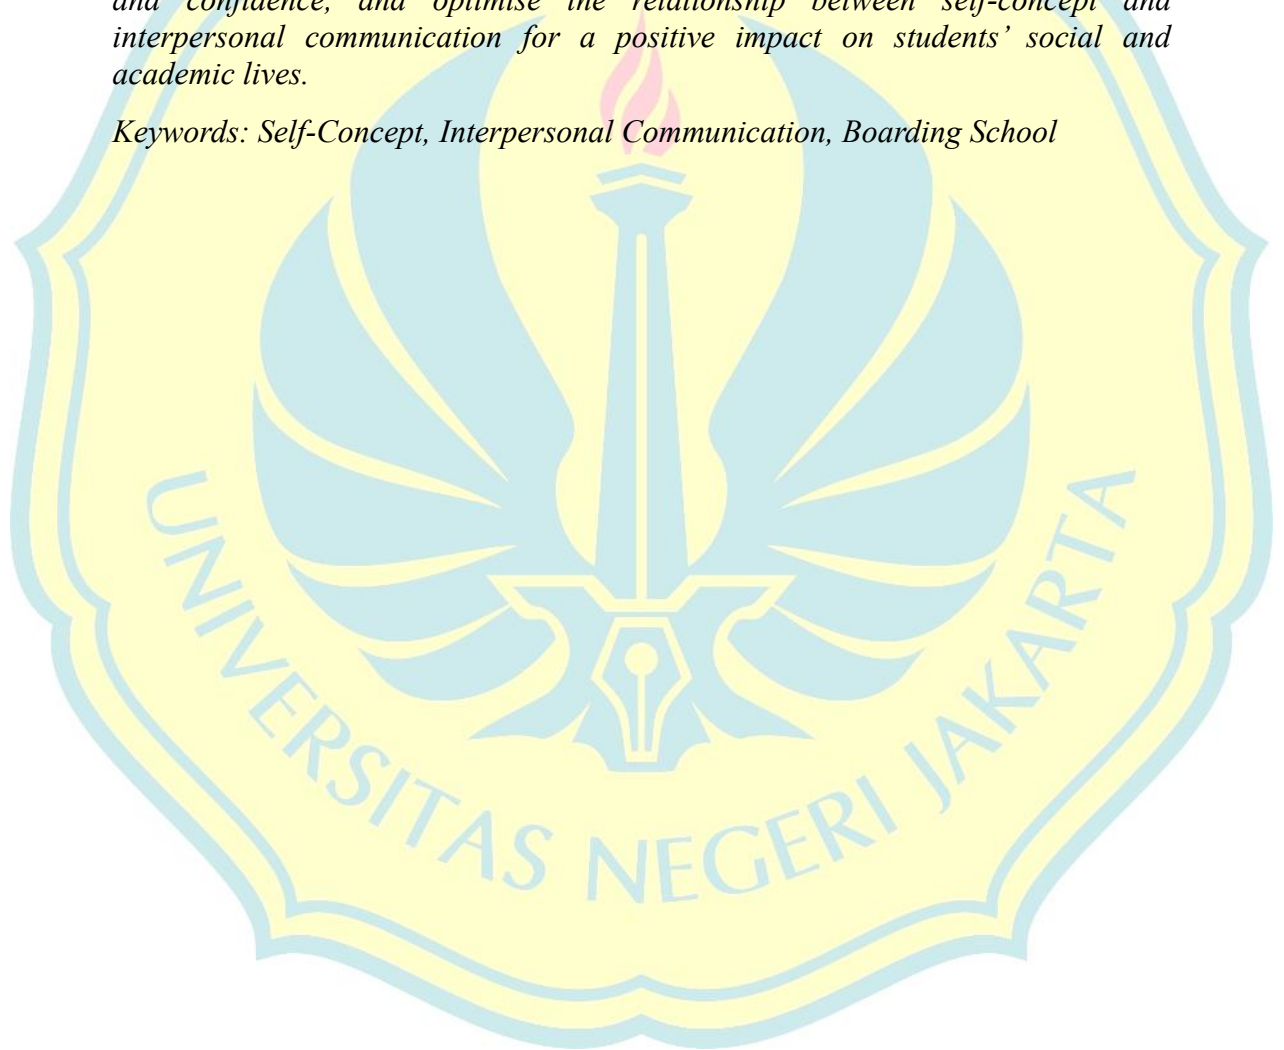 and confidence, and optimise the relationship between self-concept and
interpersonal communication for a positive impact on students’ social and
academic lives.
Keywords: Self-Concept, Interpersonal Communication, Boarding School
UNIVERSITAS NEGERI JAKARTA